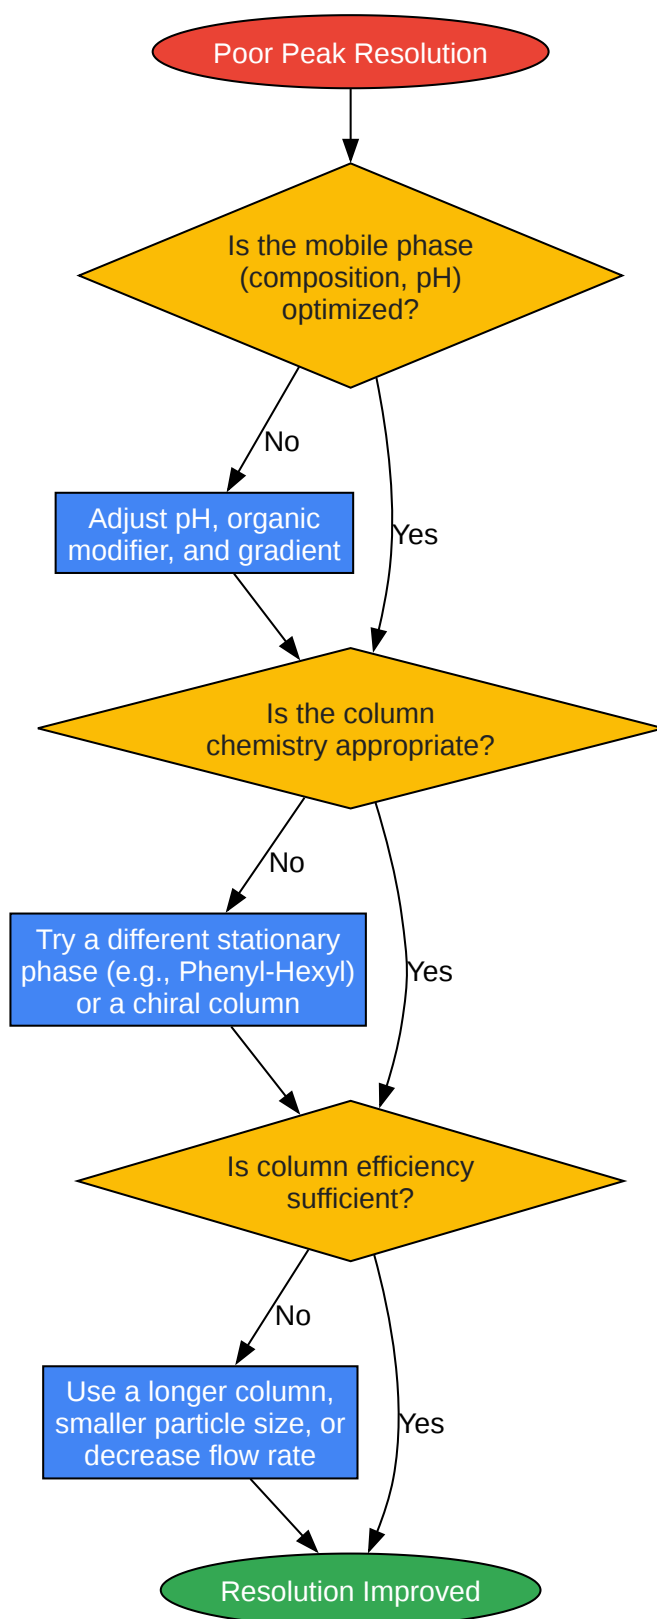 Poor Peak Resolution
Is the mobile phase
(composition, pH)
optimized?
No
Adjust pH, organic
modifier, and gradient
Yes
Is the column
chemistry appropriate?
No
Try a different stationary
phase (e.g., Phenyl-Hexyl)
or a chiral column
Yes
Is column efficiency
sufficient?
No
Use a longer column,
smaller particle size, or
decrease flow rate
Yes
Resolution Improved